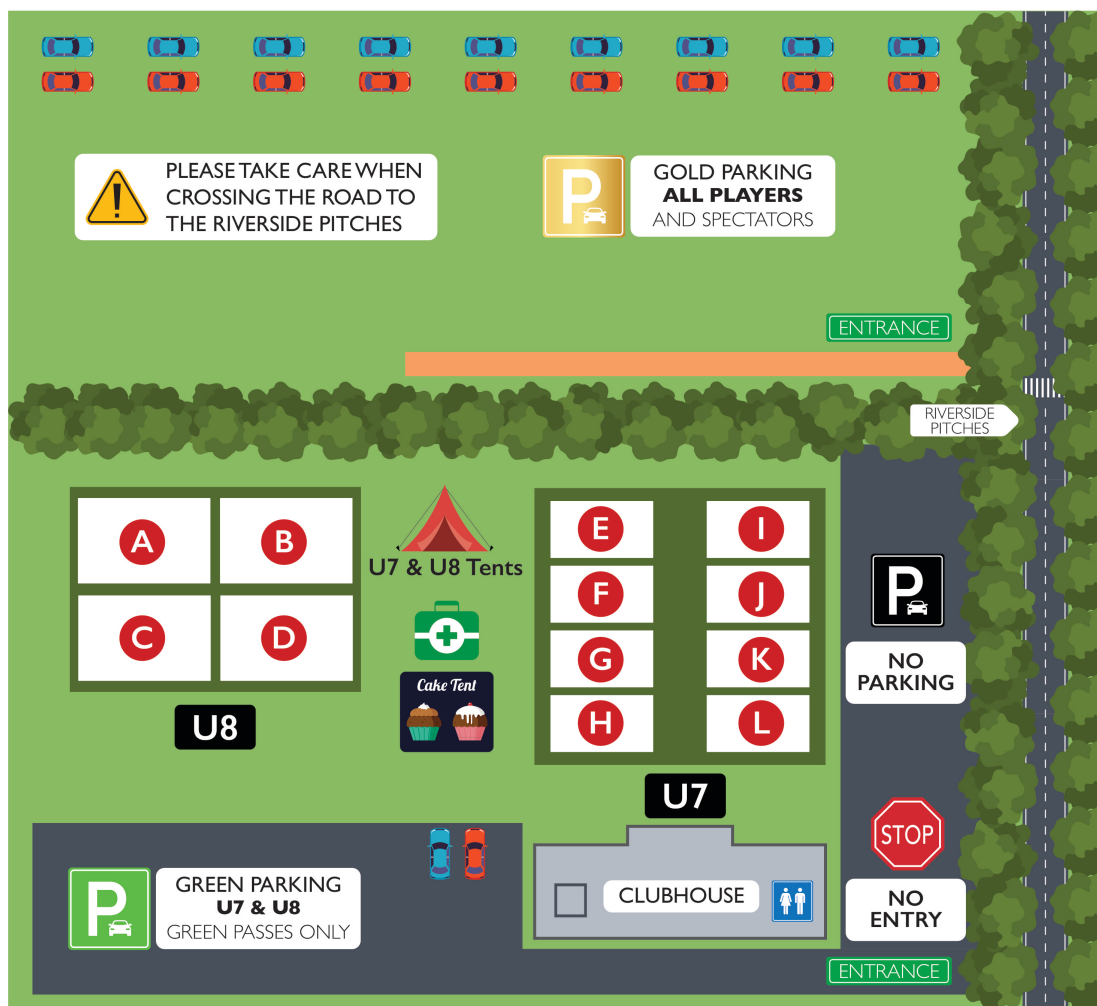 PLEASE TAKE CARE WHEN
CROSSING THE ROAD TO
THE RIVERSIDE PITCHES
P
GOLD PARKING
ALL PLAYERS
AND SPECTATORS
ENTRANCE
RIVERSIDE
PITCHES
A
B
C
D
U8
U7 & U8 Tents
Cake Tent
E
F
G
H
I
J
K
L
U7
P
NO
PARKING
STOP
NO
ENTRY
P
GREEN PARKING
U7 & U8
GREEN PASSES ONLY
CLUBHOUSE
ENTRANCE